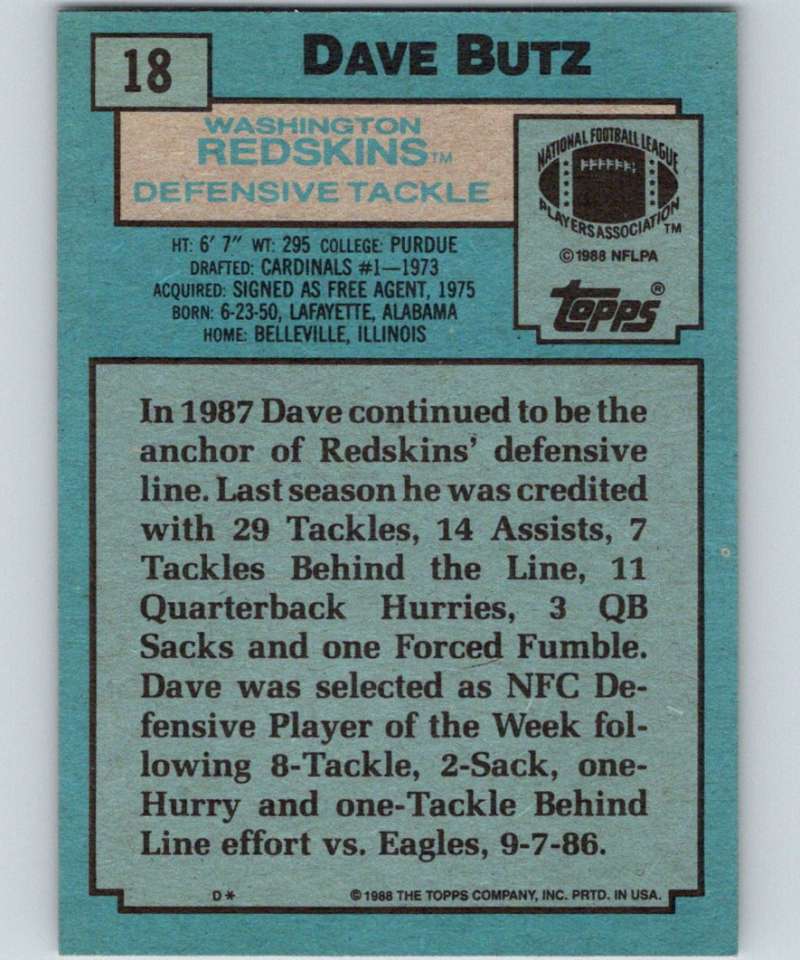 18
DAVE BUTZ
WASHINGTON
REDSKINS™
DEFENSIVE TACKLE
NATIONAL FOOTBALL LEAGUE
PLAYERS ASSOCIATION™
©1988 NFLPA
topps®
HT: 6' 7" WT: 295 COLLEGE: PURDUE
DRAFTED: CARDINALS #1—1973
ACQUIRED: SIGNED AS FREE AGENT, 1975
BORN: 6-23-50, LAFAYETTE, ALABAMA
HOME: BELLEVILLE, ILLINOIS
In 1987 Dave continued to be the
anchor of Redskins' defensive
line. Last season he was credited
with 29 Tackles, 14 Assists, 7
Tackles Behind the Line, 11
Quarterback Hurries, 3 QB
Sacks and one Forced Fumble.
Dave was selected as NFC De-
fensive Player of the Week fol-
lowing 8-Tackle, 2-Sack, one-
Hurry and one-Tackle Behind
Line effort vs. Eagles, 9-7-86.
D* ©1988 THE TOPPS COMPANY, INC. PRTD. IN USA.